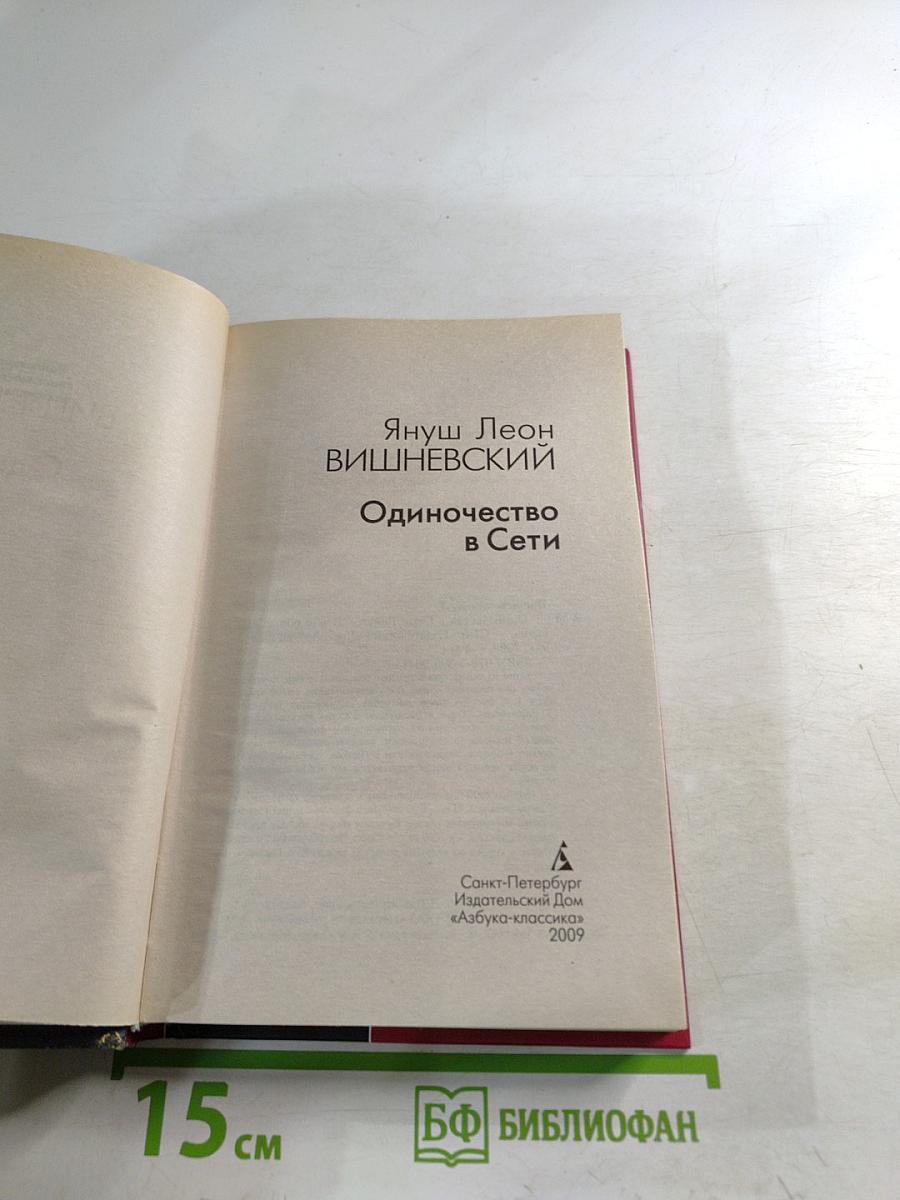 Януш Леон
ВИШНЕВСКИЙ
Одиночество
в Сети
Санкт-Петербург
Издательский Дом
«Азбука-классика»
2009
15 см
БФ БИБЛИОФАН